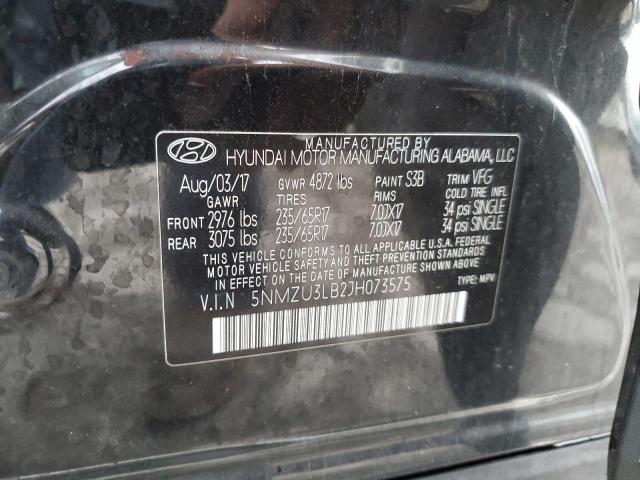 MANUFACTURED BY
HYUNDAI MOTOR MANUFACTURING ALABAMA, LLC
Aug/03/17 GVWR 4872 lbs PAINT S3B TRIM VFG
GAWR TIRES RIMS COLD TIRE INFL
FRONT 2976 lbs 235/65R17 7.0JX17 34 psi SINGLE
REAR 3075 lbs 235/65R17 7.0JX17 34 psi SINGLE
THIS VEHICLE CONFORMS TO ALL APPLICABLE U.S.A. FEDERAL
MOTOR VEHICLE SAFETY AND THEFT PREVENTION STANDARDS
IN EFFECT ON THE DATE OF MANUFACTURE SHOWN ABOVE.
V.I.N 5NMZU3LB2JH073575 TYPE: MPV